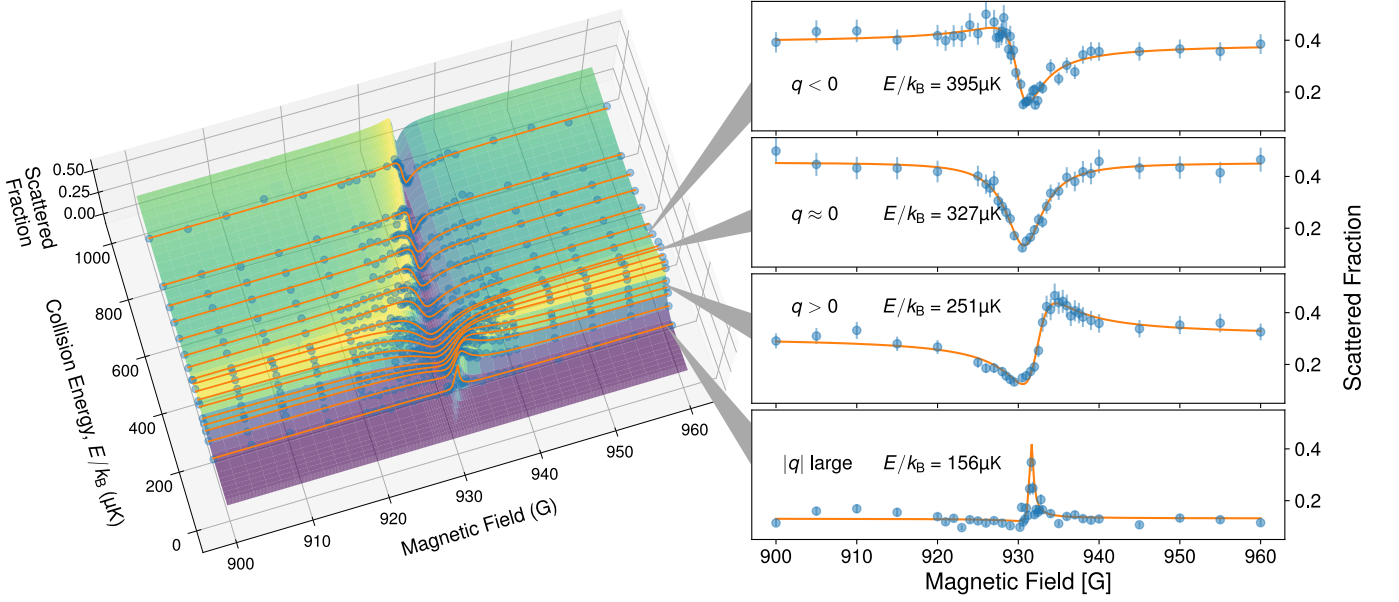 Scattered
Fraction
0.50
0.25
0.00
1000
800
600
400
200
0
Collision Energy, E/kB (μK)
900
910
920
930
940
950
960
Magnetic Field (G)
q < 0 E/kB = 395μK
0.4
0.2
q ≈ 0 E/kB = 327μK
0.4
0.2
q > 0 E/kB = 251μK
0.4
0.2
|q| large E/kB = 156μK
0.4
0.2
Scattered Fraction
900 910 920 930 940 950 960
Magnetic Field [G]